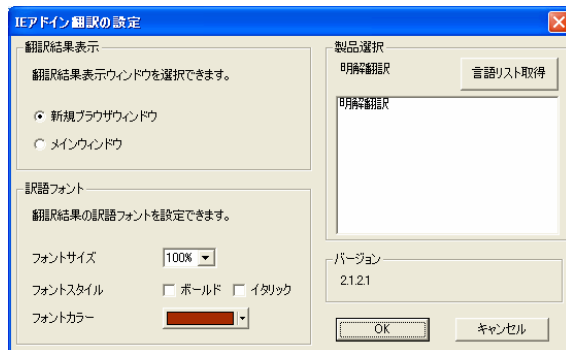 IEアドイン翻訳の設定
翻訳結果表示
翻訳結果表示ウィンドウを選択できます。
新規ブラウザウィンドウ
メインウィンドウ
訳語フォント
翻訳結果の訳語フォントを設定できます。
フォントサイズ
100%
フォントスタイル
ボールド
イタリック
フォントカラー
製品選択
明解翻訳
言語リスト取得
明解翻訳
バージョン
2.1.2.1
OK
キャンセル